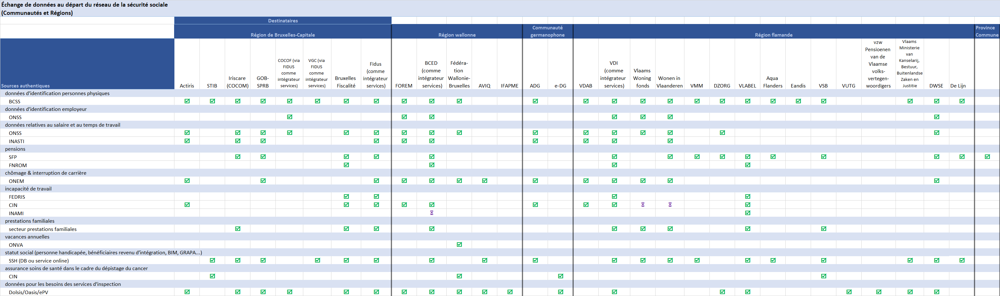 Échange de données au départ du réseau de la sécurité sociale
(Communautés et Régions)
Destinataires
Région de Bruxelles-Capitale
Région wallonne
Communauté
germanophone
Région flamande
Province
Commune
Sources authentiques
Actiris
STIB
Iriscare
(COCOM)
GOB-
SPRB
COCOF (via
FIDUS
comme
intégrateur
services)
VGC (via
FIDUS
comme
intégrateur
services)
Bruxelles
Fiscalité
Fidus
(comme
intégrateur
services)
FOREM
BCED
(comme
intégrateur
services)
Fédéra-
tion
Wallonie-
Bruxelles
AVIQ
IFAPME
ADG
e-DG
VDAB
VDI
(comme
intégrateur
services)
Vlaams
Woning
fonds
Wonen in
Vlaanderen
VMM
DZORG
VLABEL
Aqua
Flanders
Eandis
VSB
VUTG
vzw
Pensioenen
van de
Vlaamse
volks-
vertegen-
woordigers
Vlaams
Ministerie
van
Kanselarij,
Bestuur,
Buitenlandse
Zaken en
Justitie
DWSE
De Lijn
données d'identification personnes physiques
BCSS
données d'identification employeur
ONSS
données relatives au salaire et au temps de travail
ONSS
INASTI
pensions
SFP
FNROM
chômage & interruption de carrière
ONEM
incapacité de travail
FEDRIS
CIN
INAMI
prestations familiales
secteur prestations familiales
vacances annuelles
ONVA
statut social (personne handicapée, bénéficiaires revenu d’intégration, BIM, GRAPA...)
SSH (DB ou service online)
assurance soins de santé dans le cadre du dépistage du cancer
CIN
données pour les besoins des services d'inspection
Dolsis/Oasis/ePV